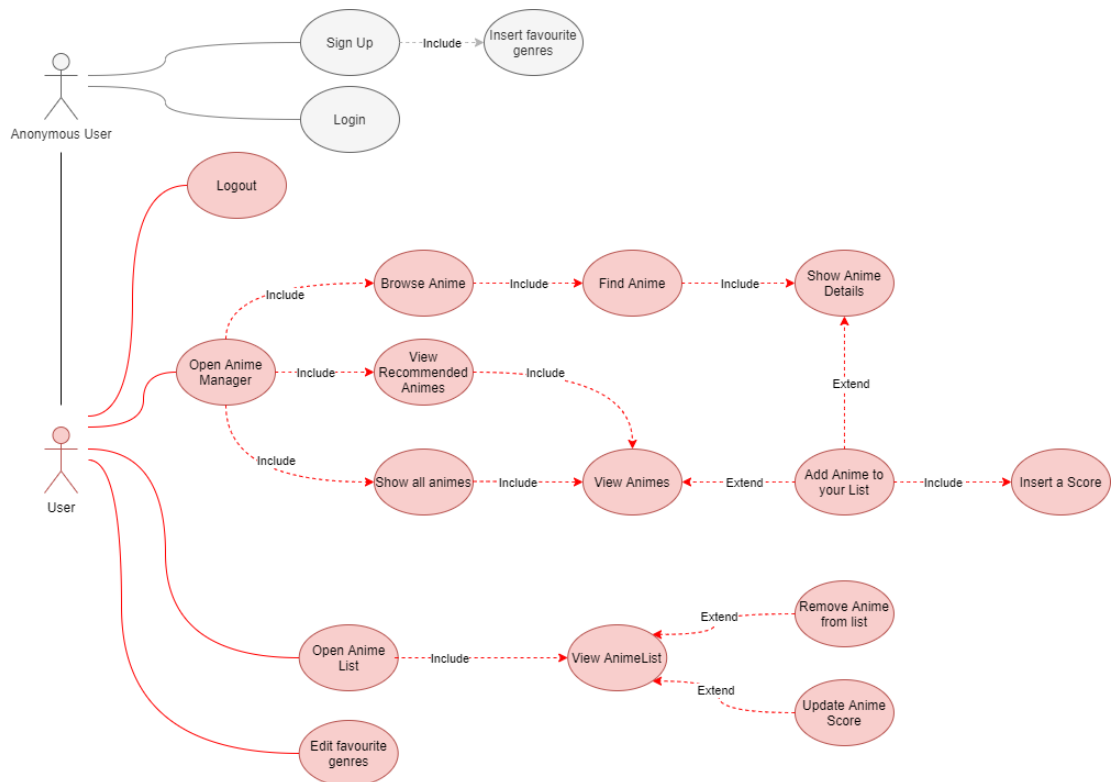 Sign Up
Include
Insert favourite
genres
Anonymous User
Login
Logout
Browse Anime
Include
Find Anime
Include
Show Anime
Details
Include
Open Anime
Manager
Include
View
Recommended
Animes
Include
Extend
Include
Show all animes
Include
View Animes
Extend
Add Anime to
your List
Include
Insert a Score
User
Remove Anime
from list
Extend
Open Anime
List
Include
View AnimeList
Extend
Update Anime
Score
Edit favourite
genres